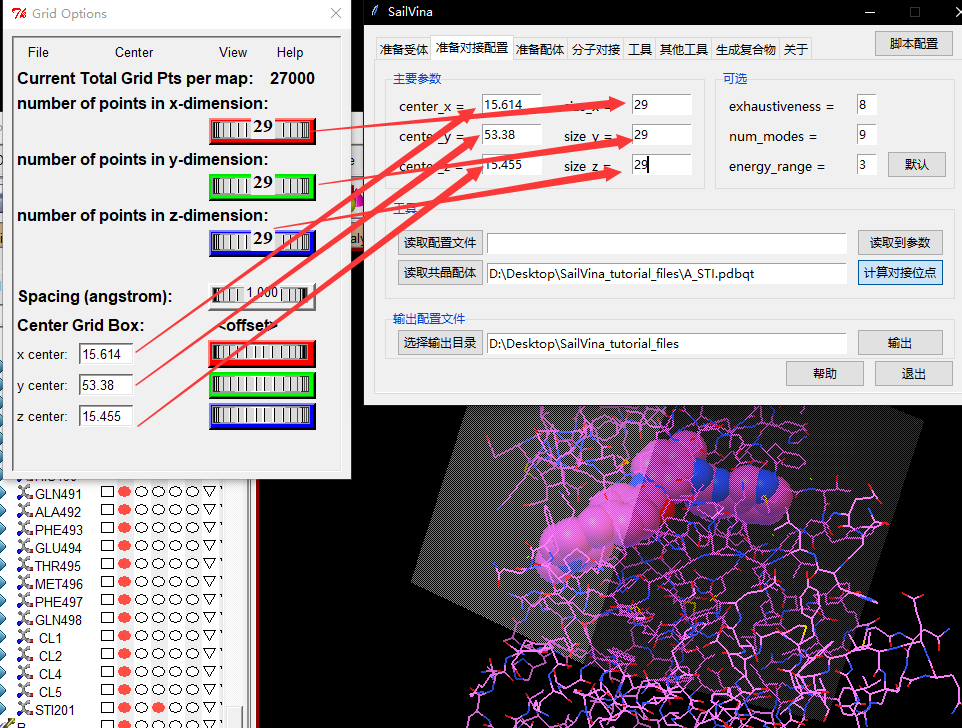 Grid Options
File Center View Help
Current Total Grid Pts per map: 27000
number of points in x-dimension:
29
number of points in y-dimension:
29
number of points in z-dimension:
29
Spacing (angstrom): 1.000
Center Grid Box: <offset>
x center: 15.614
y center: 53.38
z center: 15.455
GLN491
ALA492
PHE493
GLU494
THR495
MET496
PHE497
GLN498
CL1
CL2
CL4
CL5
STI201
SailVina
准备受体 准备对接配置 准备配体 分子对接 工具 其他工具 生成复合物 关于
脚本配置
主要参数
center_x = 15.614 size_x = 29
center_y = 53.38 size_y = 29
center_z = 15.455 size_z = 29
可选
exhaustiveness = 8
num_modes = 9
energy_range = 3 默认
工具
读取配置文件 读取到参数
读取共晶配体 D:\Desktop\SailVina_tutorial_files\A_STI.pdbqt 计算对接位点
输出配置文件
选择输出目录 D:\Desktop\SailVina_tutorial_files 输出
帮助 退出